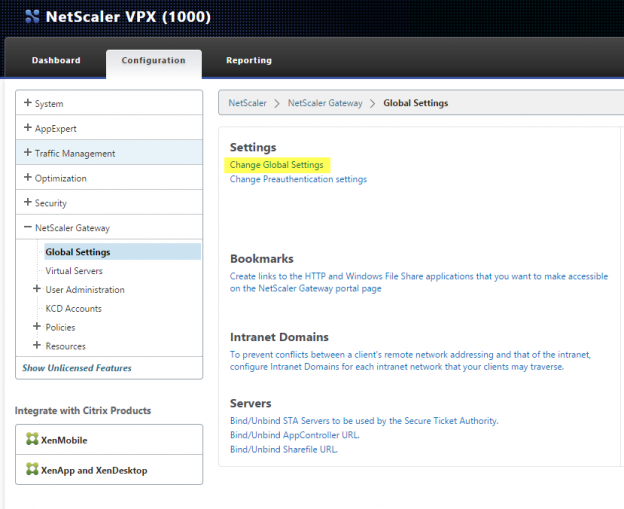 NetScaler VPX (1000)
Dashboard
Configuration
Reporting
System
AppExpert
Traffic Management
Optimization
Security
NetScaler Gateway
Global Settings
Virtual Servers
User Administration
KCD Accounts
Policies
Resources
Show Unlicensed Features
Integrate with Citrix Products
XenMobile
XenApp and XenDesktop
NetScaler > NetScaler Gateway > Global Settings
Settings
Change Global Settings
Change Preauthentication settings
Bookmarks
Create links to the HTTP and Windows File Share applications that you want to make accessible
on the NetScaler Gateway portal page
Intranet Domains
To prevent conflicts between a client's remote network addressing and that of the intranet,
configure Intranet Domains for each intranet network that your clients may traverse.
Servers
Bind/Unbind STA Servers to be used by the Secure Ticket Authority.
Bind/Unbind AppController URL.
Bind/Unbind Sharefile URL.